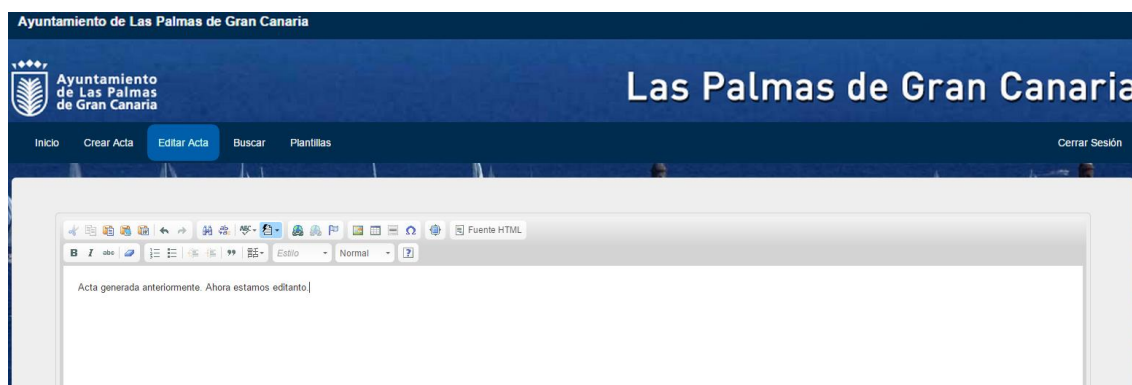 Ayuntamiento de Las Palmas de Gran Canaria
Ayuntamiento
de Las Palmas
de Gran Canaria
Las Palmas de Gran Canaria
Inicio Crear Acta Editar Acta Buscar Plantillas Cerrar Sesión
ABC Ω Fuente HTML
B I abc Estilo Normal ?
Acta generada anteriormente. Ahora estamos editanto.